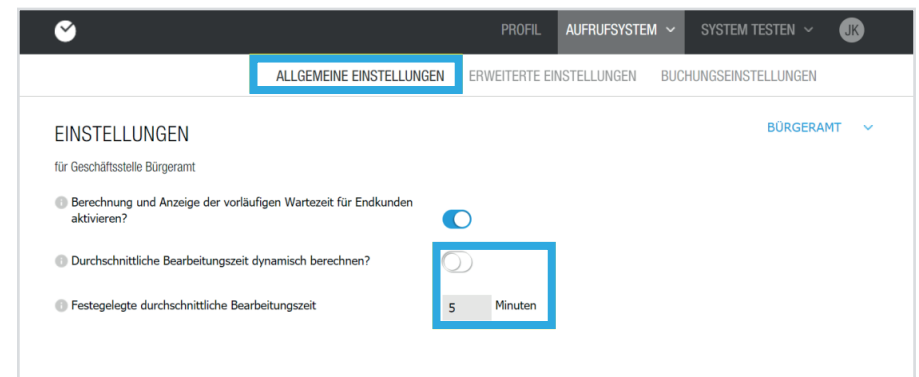 PROFIL AUFRUFSYSTEM SYSTEM TESTEN JK
ALLGEMEINE EINSTELLUNGEN ERWEITERTE EINSTELLUNGEN BUCHUNGSEINSTELLUNGEN
EINSTELLUNGEN BÜRGERAMT
für Geschäftsstelle Bürgeramt
Berechnung und Anzeige der vorläufigen Wartezeit für Endkunden
aktivieren?
Durchschnittliche Bearbeitungszeit dynamisch berechnen?
Festegelegte durchschnittliche Bearbeitungszeit 5 Minuten